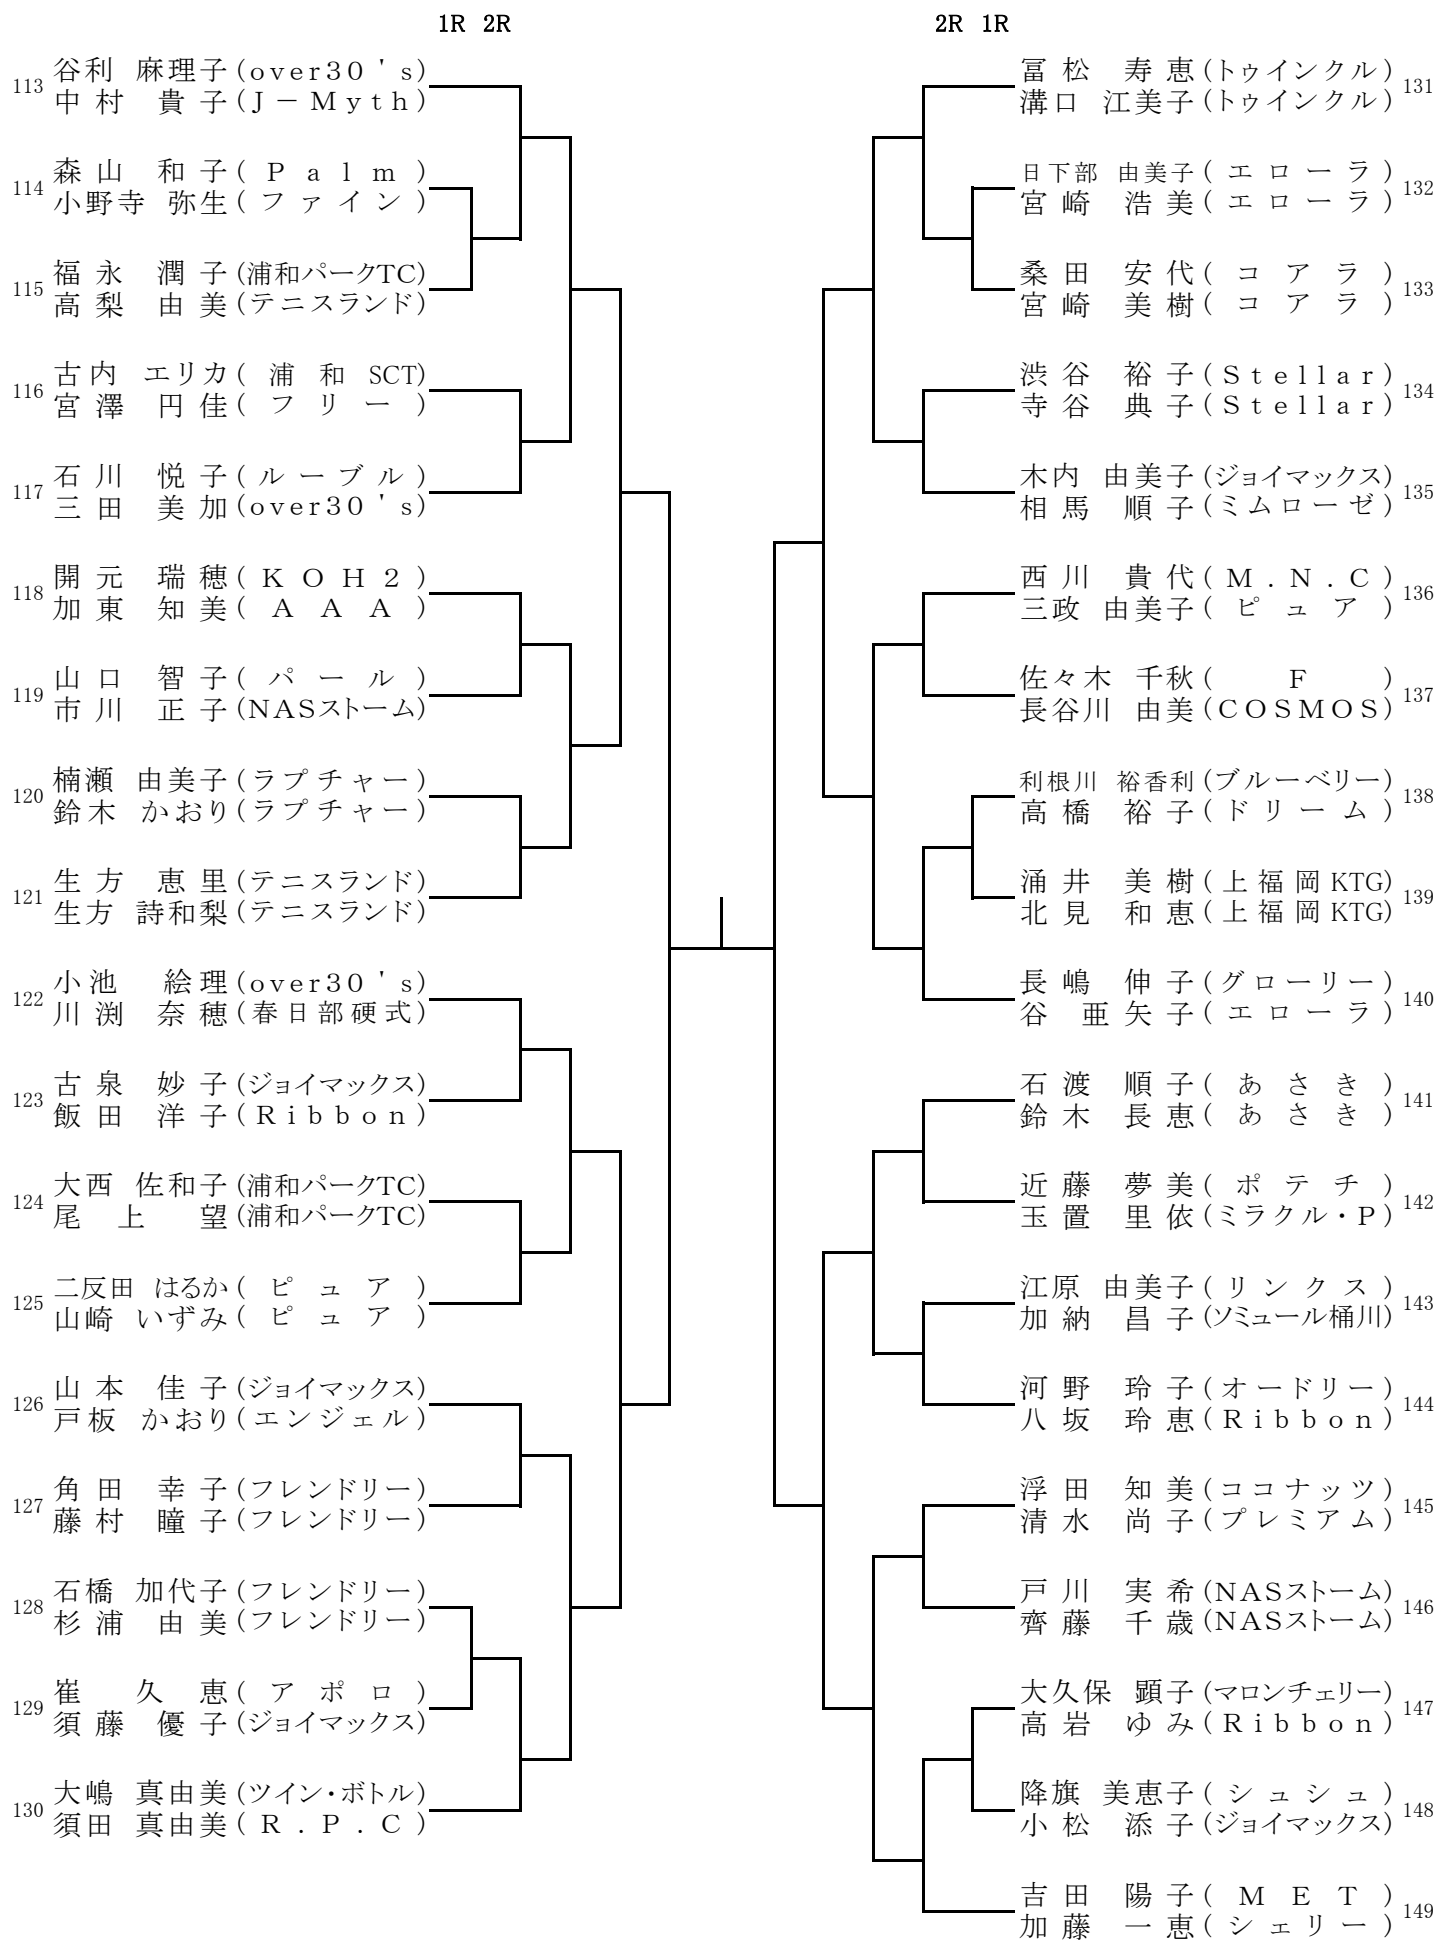 1R 2R
113 谷利 麻理子(over30's)
中村 貴子(J－Myth)
114 森山 和子(Palm)
小野寺 弥生(ファイン)
115 福永 潤子(浦和パークTC)
高梨 由美(テニスランド)
116 古内 エリカ(浦和 SCT)
宮澤 円佳(フリー)
117 石川 悦子(ルーブル)
三田 美加(over30's)
118 開元 瑞穂(KOH2)
加東 知美(AAA)
119 山口 智子(パール)
市川 正子(NASストーム)
120 楠瀬 由美子(ラプチャー)
鈴木 かおり(ラプチャー)
121 生方 恵里(テニスランド)
生方 詩和梨(テニスランド)
122 小池 絵理(over30's)
川渕 奈穂(春日部硬式)
123 古泉 妙子(ジョイマックス)
飯田 洋子(Ribbon)
124 大西 佐和子(浦和パークTC)
尾上 望(浦和パークTC)
125 二反田 はるか(ピュア)
山崎 いずみ(ピュア)
126 山本 佳子(ジョイマックス)
戸板 かおり(エンジェル)
127 角田 幸子(フレンドリー)
藤村 瞳子(フレンドリー)
128 石橋 加代子(フレンドリー)
杉浦 由美(フレンドリー)
129 崔 久恵(アポロ)
須藤 優子(ジョイマックス)
130 大嶋 真由美(ツイン・ボトル)
須田 真由美(R.P.C)
2R 1R
冨松 寿恵(トゥインクル) 131
溝口 江美子(トゥインクル)
日下部 由美子(エローラ) 132
宮崎 浩美(エローラ)
桑田 安代(コアラ) 133
宮崎 美樹(コアラ)
渋谷 裕子(Stellar) 134
寺谷 典子(Stellar)
木内 由美子(ジョイマックス) 135
相馬 順子(ミムローゼ)
西川 貴代(M.N.C) 136
三政 由美子(ピュア)
佐々木 千秋(F) 137
長谷川 由美(COSMOS)
利根川 裕香利(ブルーベリー) 138
高橋 裕子(ドリーム)
涌井 美樹(上福岡KTG) 139
北見 和恵(上福岡KTG)
長嶋 伸子(グローリー) 140
谷 亜矢子(エローラ)
石渡 順子(あさき) 141
鈴木 長恵(あさき)
近藤 夢美(ポテチ) 142
玉置 里依(ミラクル・P)
江原 由美子(リンクス) 143
加納 昌子(ソミュール桶川)
河野 玲子(オードリー) 144
八坂 玲恵(Ribbon)
浮田 知美(ココナッツ) 145
清水 尚子(プレミアム)
戸川 実希(NASストーム) 146
齊藤 千歳(NASストーム)
大久保 顕子(マロンチェリー) 147
高岩 ゆみ(Ribbon)
降旗 美恵子(シュシュ) 148
小松 添子(ジョイマックス)
吉田 陽子(MET) 149
加藤 一恵(シェリー)